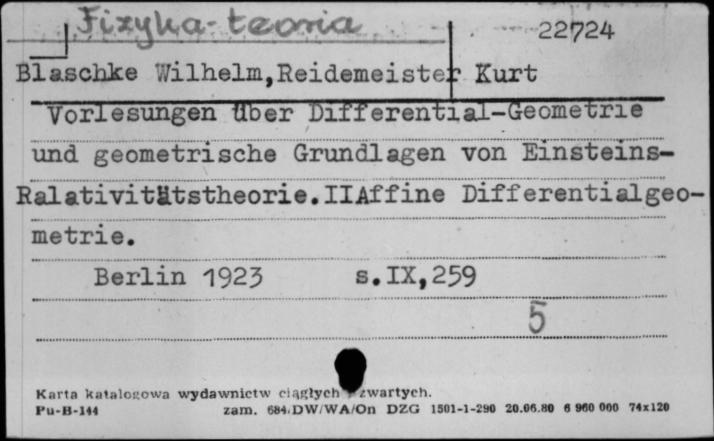 Fizyka-teoria
22724
Blaschke Wilhelm,Reidemeister Kurt
Vorlesungen über Differential-Geometrie
und geometrische Grundlagen von Einsteins-
Ralativitätstheorie.IIAffine Differentialgeo-
metrie.
Berlin 1923 s.IX,259
5
Karta katalogowa wydawnictw ciągłych zwartych.
Pu-B-144 zam. 684.DW/WA/On DZG 1501-1-290 20.06.80 6 960 000 74x120